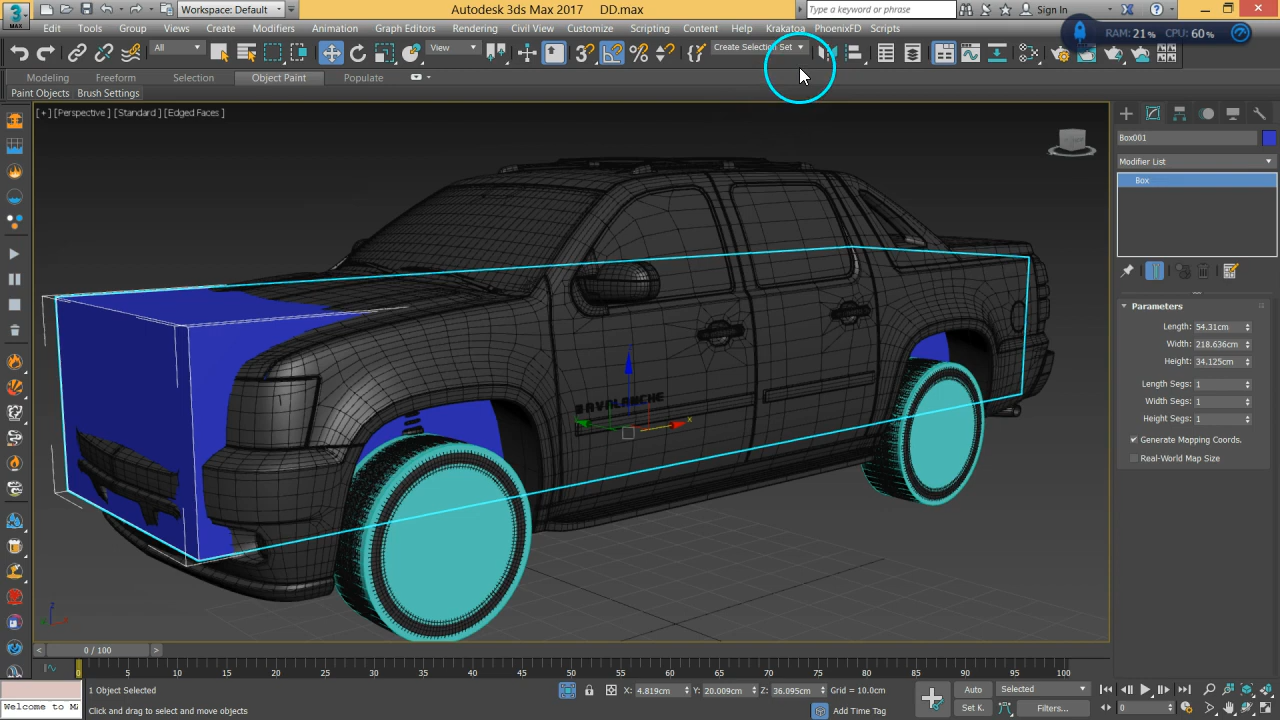 3 Workspace: Default Autodesk 3ds Max 2017 DD.max Type a keyword or phrase Sign In
MAX
Edit Tools Group Views Create Modifiers Animation Graph Editors Rendering Civil View Customize Scripting Content Help Krakatoa PhoenixFD Scripts
RAM: 21% CPU: 60%
All View Create Selection Set
Modeling Freeform Selection Object Paint Populate
Paint Objects Brush Settings
[+] [Perspective ] [Standard ] [Edged Faces ]
Box001
Modifier List
Box
Parameters
Length: 54.31cm
Width: 218.636cm
Height: 34.125cm
Length Segs: 1
Width Segs: 1
Height Segs: 1
Generate Mapping Coords.
Real-World Map Size
AVALANCHE
x
z
0 / 100
0 5 10 15 20 25 30 35 40 45 50 55 60 65 70 75 80 85 90 95 100
1 Object Selected X: 4.819cm Y: 20.009cm Z: 36.095cm Grid = 10.0cm Auto Selected
Welcome to MA Click and drag to select and move objects Add Time Tag Set K. Filters... 0